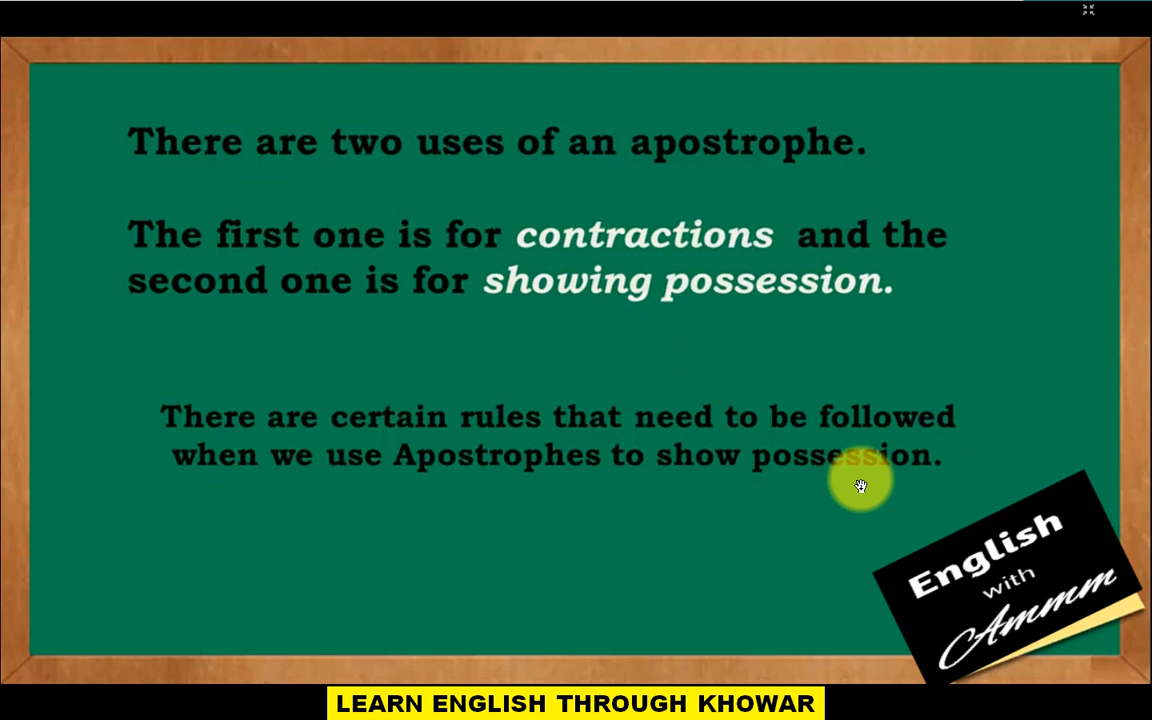 There are two uses of an apostrophe.
The first one is for contractions and the
second one is for showing possession.
There are certain rules that need to be followed
when we use Apostrophes to show possession.
English
with
Ammm
LEARN ENGLISH THROUGH KHOWAR